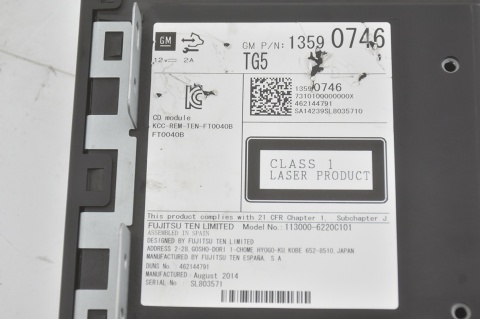 GM
GM P/N: 1359 0746
12V 2A
TG5
1359 0746
7310100000000X
462144791
SA14239SL8035710
CD module
KCC-REM-TEN-FT0040B
FT0040B
CLASS 1
LASER PRODUCT
This product complies with 21 CFR Chapter 1. Subchapter J.
FUJITSU TEN LIMITED Model No.: 113000-6220C101
ASSEMBLED IN SPAIN
DESIGNED BY FUJITSU TEN LIMITED
ADDRESS 2-28, GOSHO-DORI 1-CHOME HYOGO-KU KOBE 652-8510, JAPAN
MANUFACTURED BY FUJITSU TEN ESPAÑA, S.A
DUNS No. 462144791
MANUFACTURED: August 2014
SERIAL No: SL803571